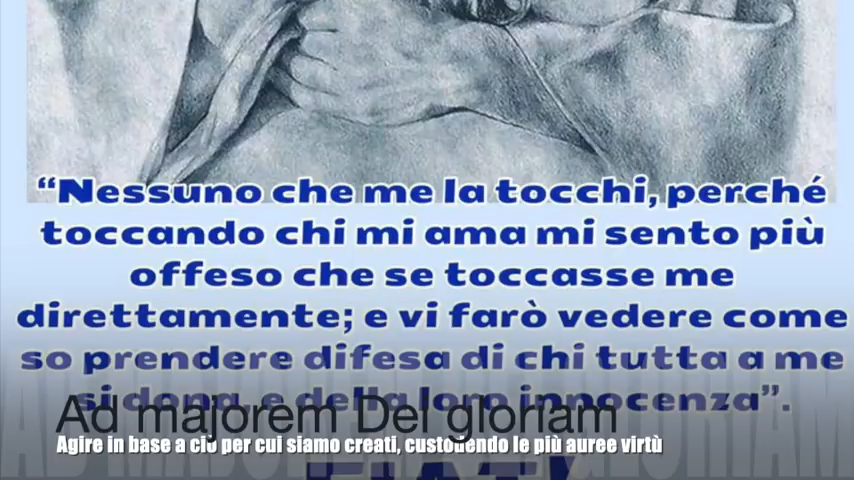 “Nessuno che me la tocchi, perché
toccando chi mi ama mi sento più
offeso che se toccasse me
direttamente; e vi farò vedere come
so prendere difesa di chi tutta a me
si dona, e della loro innocenza”.
Ad majorem Dei gloriam
Agire in base a ciò per cui siamo creati, custodendo le più auree virtù